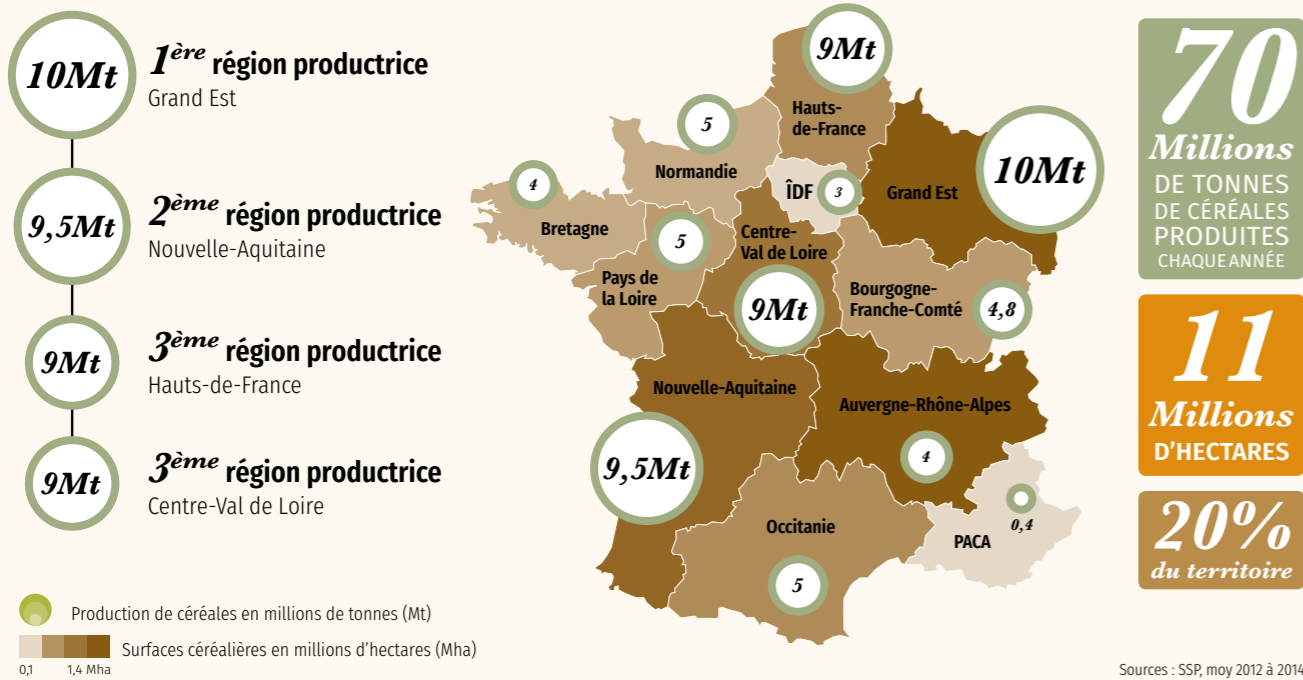 10Mt
1ère région productrice
Grand Est
9,5Mt
2ème région productrice
Nouvelle-Aquitaine
9Mt
3ème région productrice
Hauts-de-France
9Mt
3ème région productrice
Centre-Val de Loire
Production de céréales en millions de tonnes (Mt)
Surfaces céréalières en millions d'hectares (Mha)
0,1
1,4 Mha
9Mt
Hauts-
de-France
5
Normandie
ÎDF
3
Grand Est
10Mt
4
Bretagne
5
Pays de
la Loire
Centre-
Val de Loire
9Mt
Bourgogne-
Franche-Comté
4,8
Nouvelle-Aquitaine
9,5Mt
Auvergne-Rhône-Alpes
4
Occitanie
5
PACA
0,4
70
Millions
DE TONNES
DE CÉRÉALES
PRODUITES
CHAQUE ANNÉE
11
Millions
D'HECTARES
20%
du territoire
Sources : SSP, moy 2012 à 2014